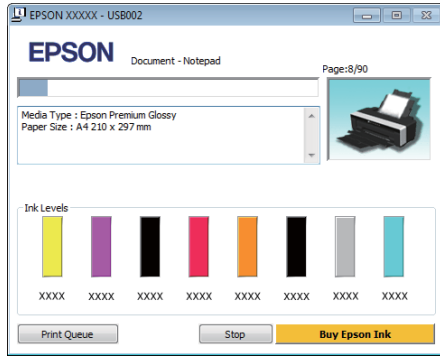 EPSON XXXXX - USB002
EPSON
Document - Notepad
Page:8/90
Media Type : Epson Premium Glossy
Paper Size : A4 210 x 297 mm
Ink Levels
XXXX XXXX XXXX XXXX XXXX XXXX XXXX XXXX
Print Queue Stop Buy Epson Ink